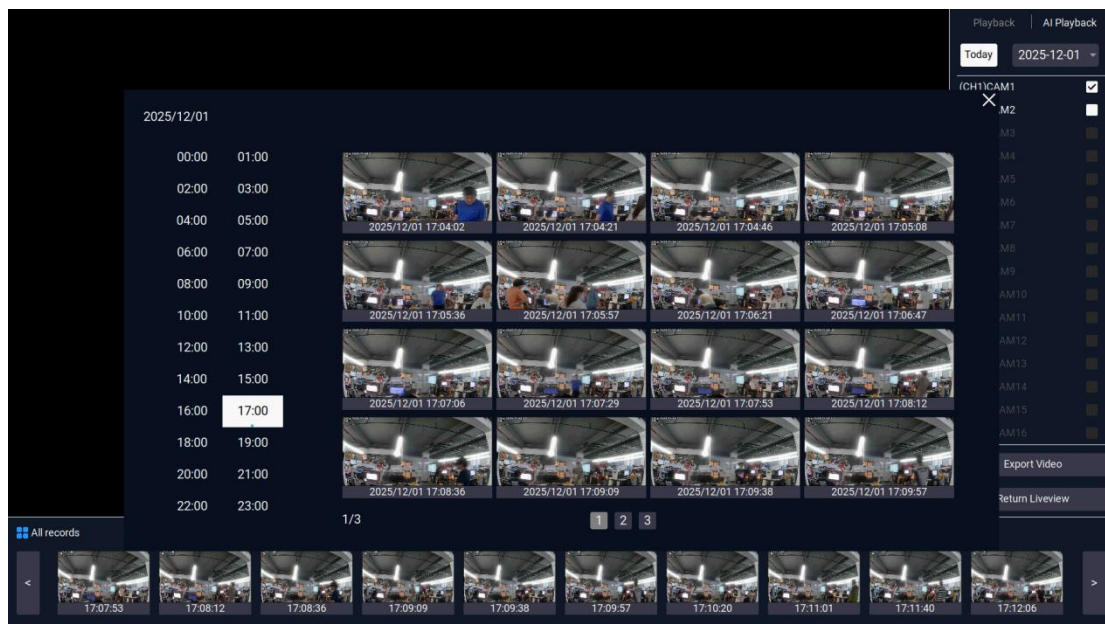 Playback | AI Playback
Today 2025-12-01
(CH1)CAM1
2025/12/01
.M2
M3
M4
M5
M6
M7
M8
M9
AM10
AM11
AM12
AM13
AM14
AM15
AM16
00:00 01:00
02:00 03:00
04:00 05:00
06:00 07:00
08:00 09:00
10:00 11:00
12:00 13:00
14:00 15:00
16:00 17:00
18:00 19:00
20:00 21:00
22:00 23:00
2025/12/01 17:04:02 2025/12/01 17:04:21 2025/12/01 17:04:46 2025/12/01 17:05:08
2025/12/01 17:05:36 2025/12/01 17:05:57 2025/12/01 17:06:21 2025/12/01 17:06:47
2025/12/01 17:07:06 2025/12/01 17:07:29 2025/12/01 17:07:53 2025/12/01 17:08:12
2025/12/01 17:08:36 2025/12/01 17:09:09 2025/12/01 17:09:38 2025/12/01 17:09:57
1/3 1 2 3
Export Video
Return Liveview
All records
< 17:07:53 17:08:12 17:08:36 17:09:09 17:09:38 17:09:57 17:10:20 17:11:01 17:11:40 17:12:06 >